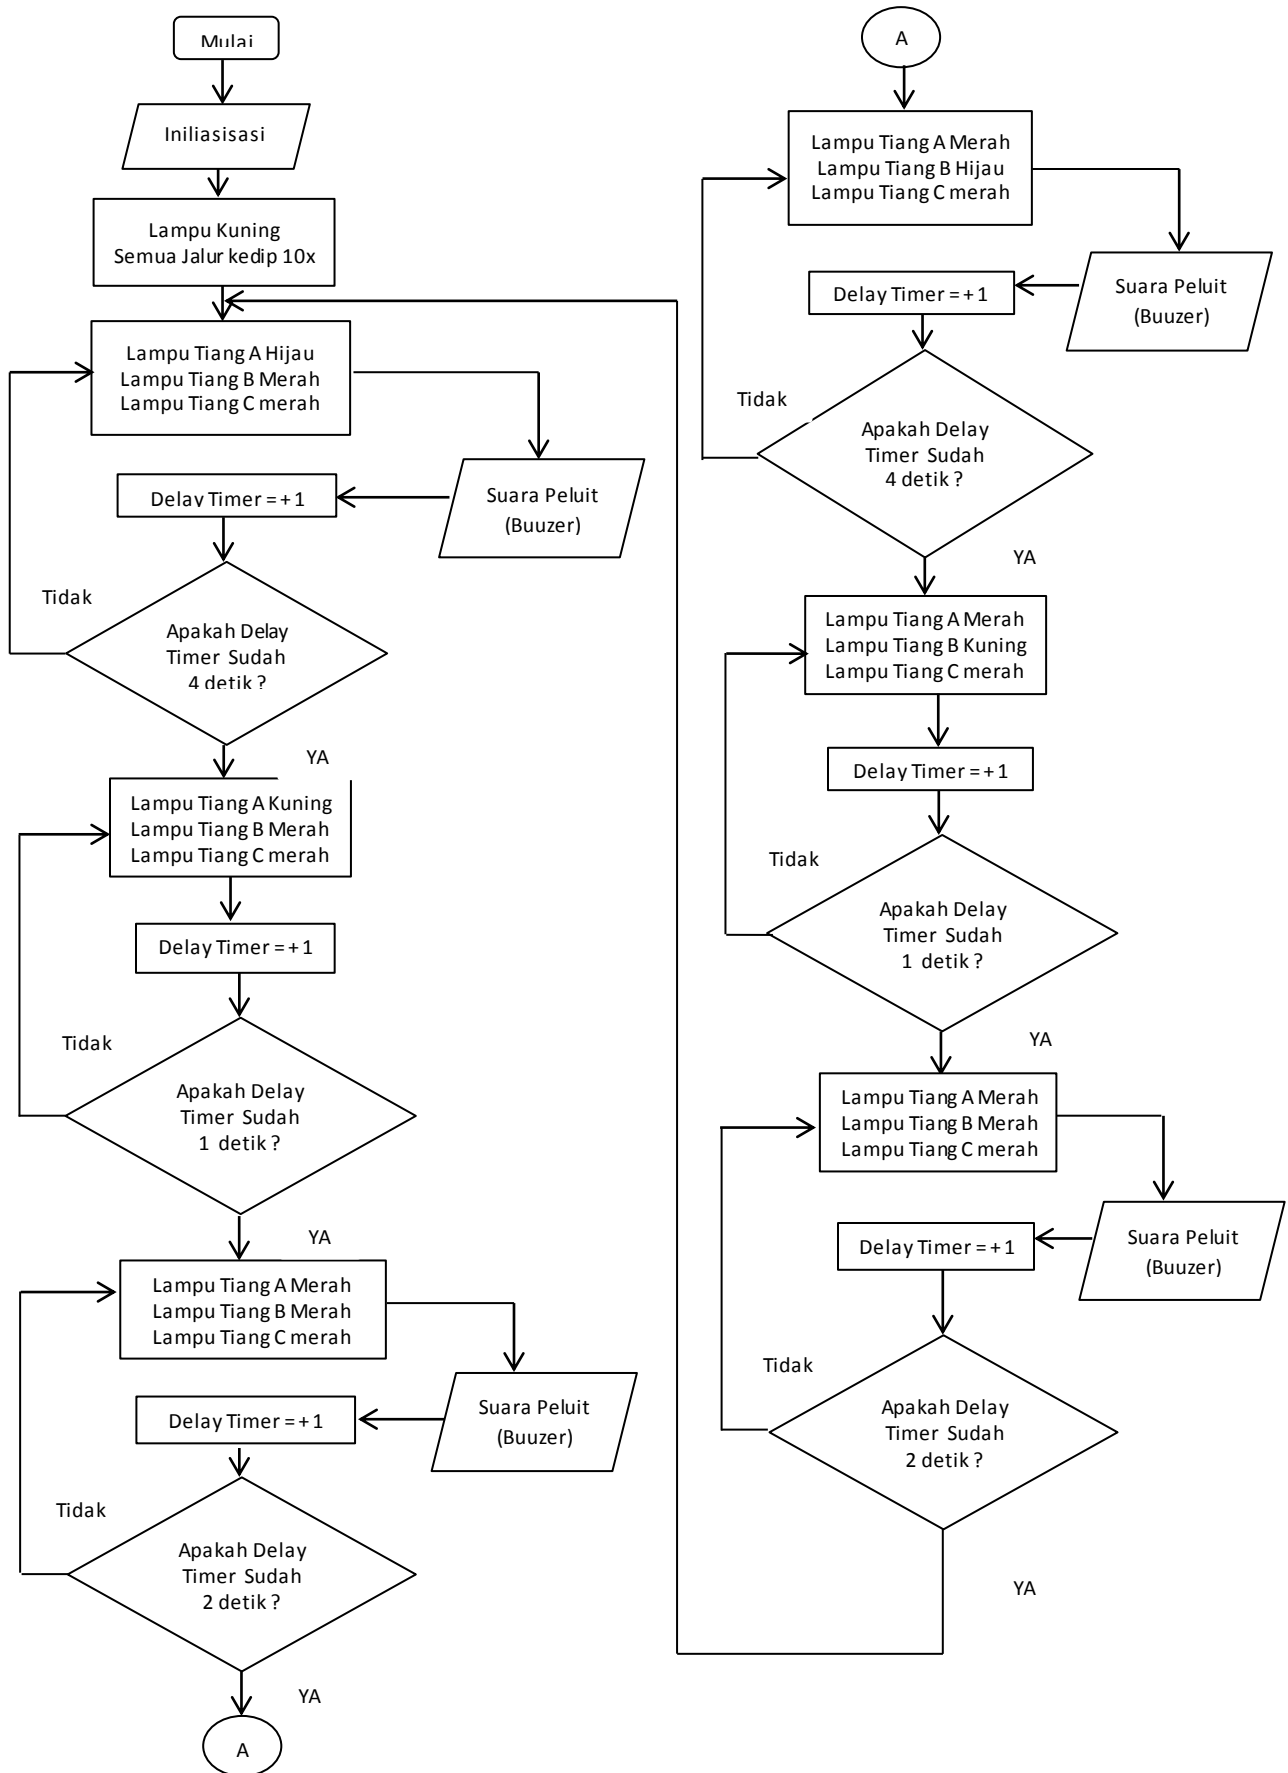 Mulai
Iniliasisasi
Lampu Kuning
Semua Jalur kedip 10x
Lampu Tiang A Hijau
Lampu Tiang B Merah
Lampu Tiang C merah
Suara Peluit
(Buuzer)
Delay Timer = + 1
Tidak
Apakah Delay
Timer Sudah
4 detik ?
YA
Lampu Tiang A Kuning
Lampu Tiang B Merah
Lampu Tiang C merah
Delay Timer = + 1
Tidak
Apakah Delay
Timer Sudah
1 detik ?
YA
Lampu Tiang A Merah
Lampu Tiang B Merah
Lampu Tiang C merah
Suara Peluit
(Buuzer)
Delay Timer = + 1
Tidak
Apakah Delay
Timer Sudah
2 detik ?
YA
A
A
Lampu Tiang A Merah
Lampu Tiang B Hijau
Lampu Tiang C merah
Suara Peluit
(Buuzer)
Delay Timer = + 1
Tidak
Apakah Delay
Timer Sudah
4 detik ?
YA
Lampu Tiang A Merah
Lampu Tiang B Kuning
Lampu Tiang C merah
Delay Timer = + 1
Tidak
Apakah Delay
Timer Sudah
1 detik ?
YA
Lampu Tiang A Merah
Lampu Tiang B Merah
Lampu Tiang C merah
Suara Peluit
(Buuzer)
Delay Timer = + 1
Tidak
Apakah Delay
Timer Sudah
2 detik ?
YA